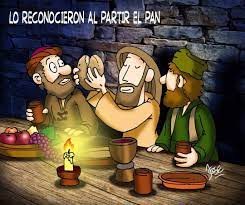 LO RECONOCIERON AL PARTIR EL PAN